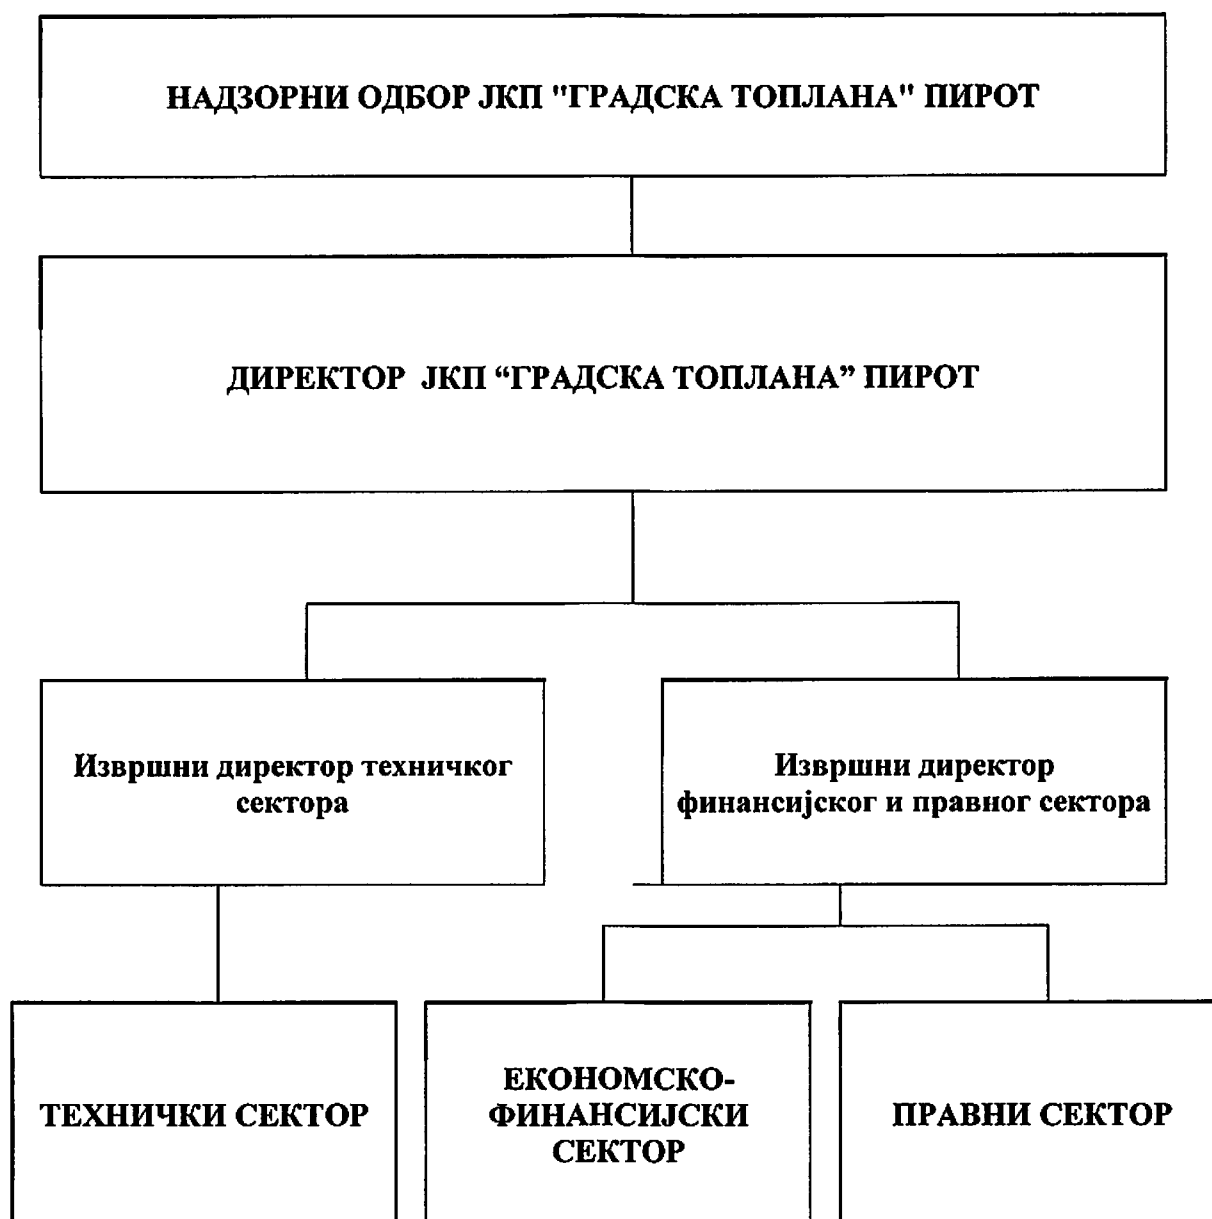 НАДЗОРНИ ОДБОР ЈКП "ГРАДСКА ТОПЛАНА" ПИРОТ
ДИРЕКТОР ЈКП “ГРАДСКА ТОПЛАНА” ПИРОТ
Извршни директор техничког
сектора
Извршни директор
финансијског и правног сектора
ТЕХНИЧКИ СЕКТОР
ЕКОНОМСКО-
ФИНАНСИЈСКИ
СЕКТОР
ПРАВНИ СЕКТОР